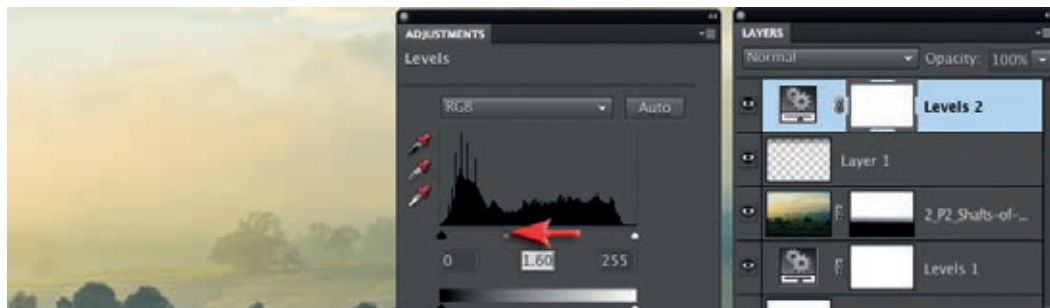 ADJUSTMENTS
Levels
RGB
Auto
0
1.60
255
LAYERS
Normal
Opacity: 100%
Levels 2
Layer 1
2_P2_Shafts-of-...
Levels 1